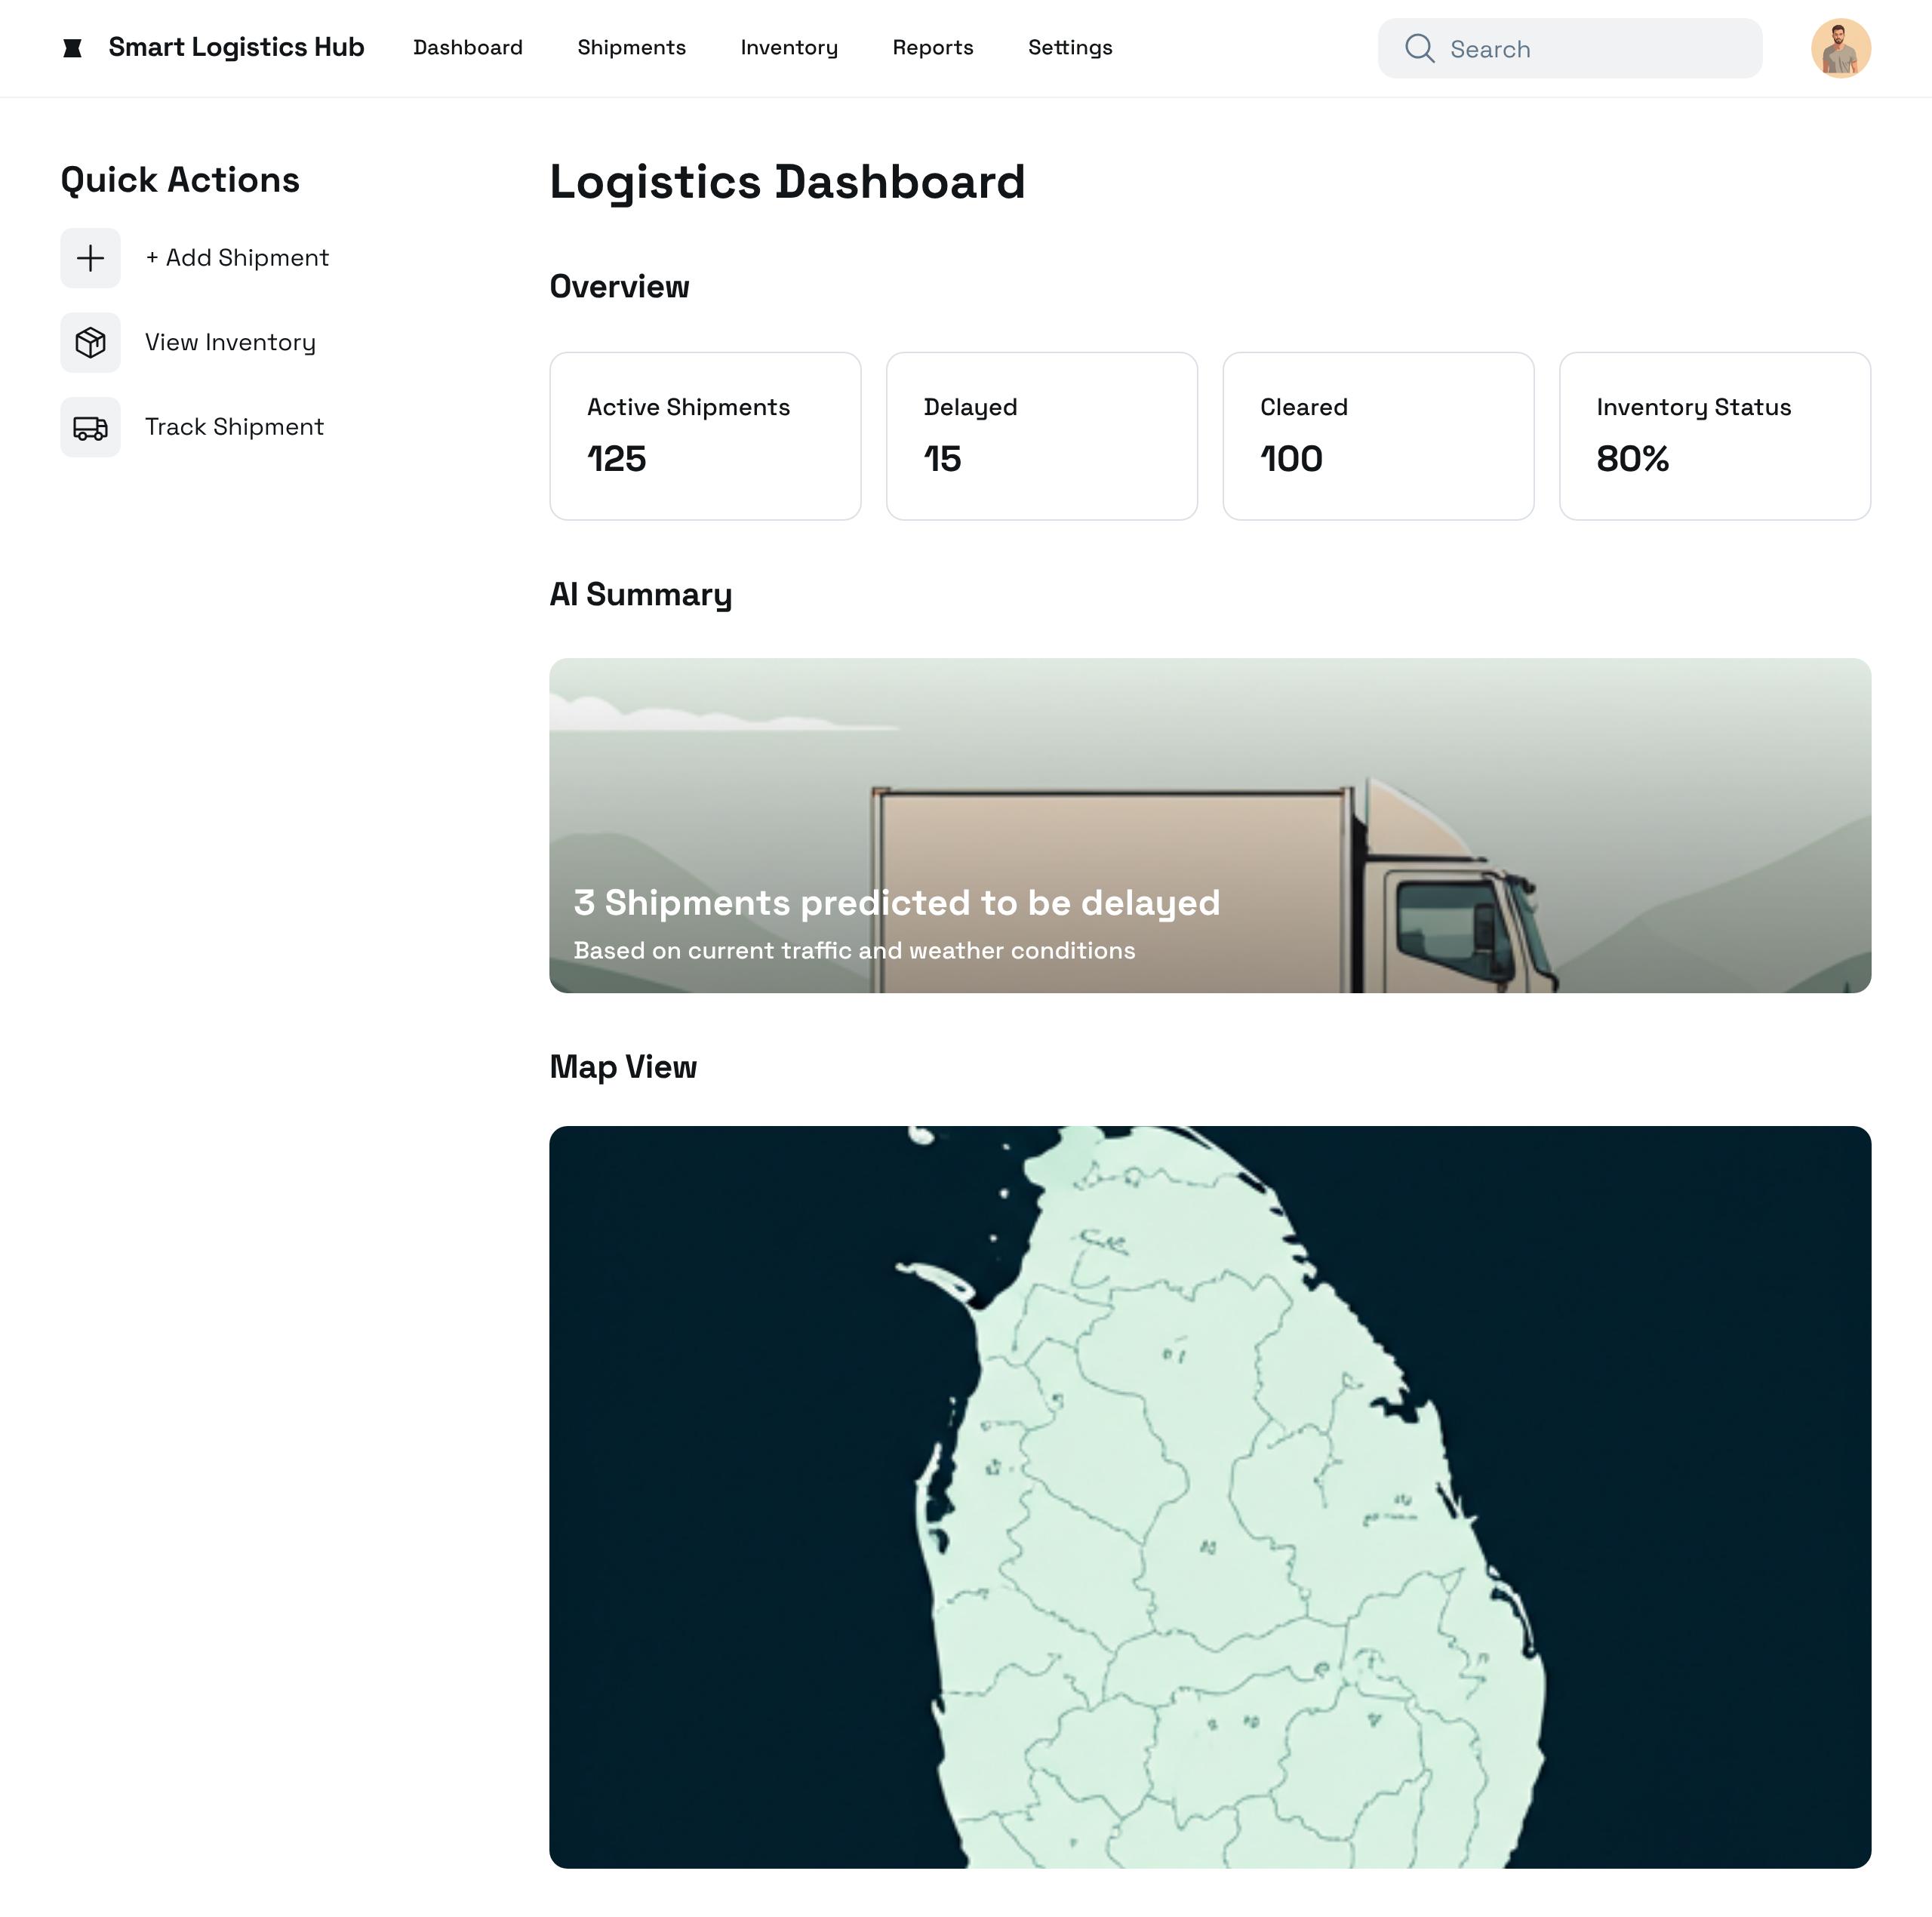 Smart Logistics Hub
Dashboard
Shipments
Inventory
Reports
Settings
Search
Quick Actions
+ Add Shipment
View Inventory
Track Shipment
Logistics Dashboard
Overview
Active Shipments
125
Delayed
15
Cleared
100
Inventory Status
80%
AI Summary
3 Shipments predicted to be delayed
Based on current traffic and weather conditions
Map View